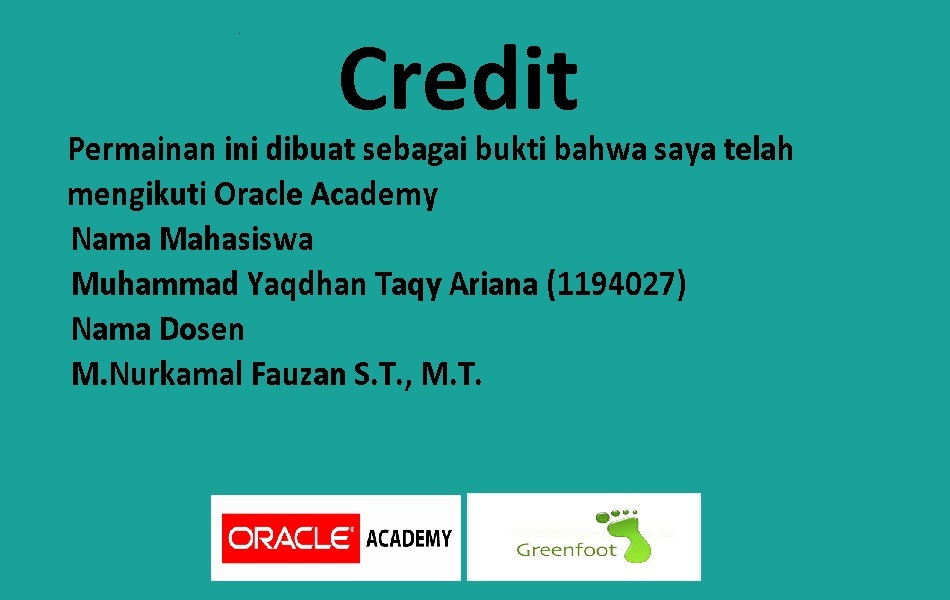 Credit
Permainan ini dibuat sebagai bukti bahwa saya telah
mengikuti Oracle Academy
Nama Mahasiswa
Muhammad Yaqdhan Taqy Ariana (1194027)
Nama Dosen
M.Nurkamal Fauzan S.T., M.T.
ORACLE® ACADEMY
Greenfoot